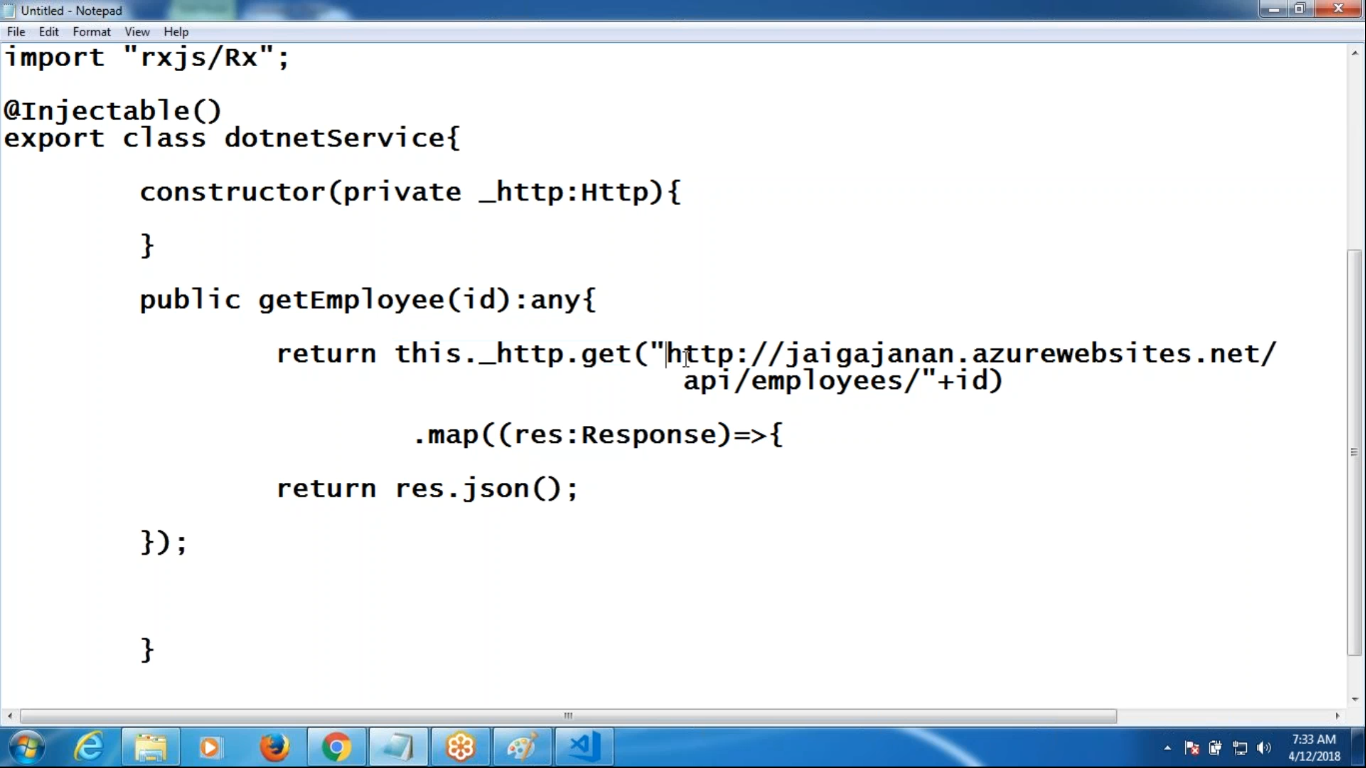 Untitled - Notepad
File Edit Format View Help
import "rxjs/Rx";
@Injectable()
export class dotnetService{
constructor(private _http:Http){
}
public getEmployee(id):any{
return this._http.get("http://jaigajanan.azurewebsites.net/
api/employees/"+id)
.map((res:Response)=>{
return res.json();
});
}
7:33 AM
4/12/2018